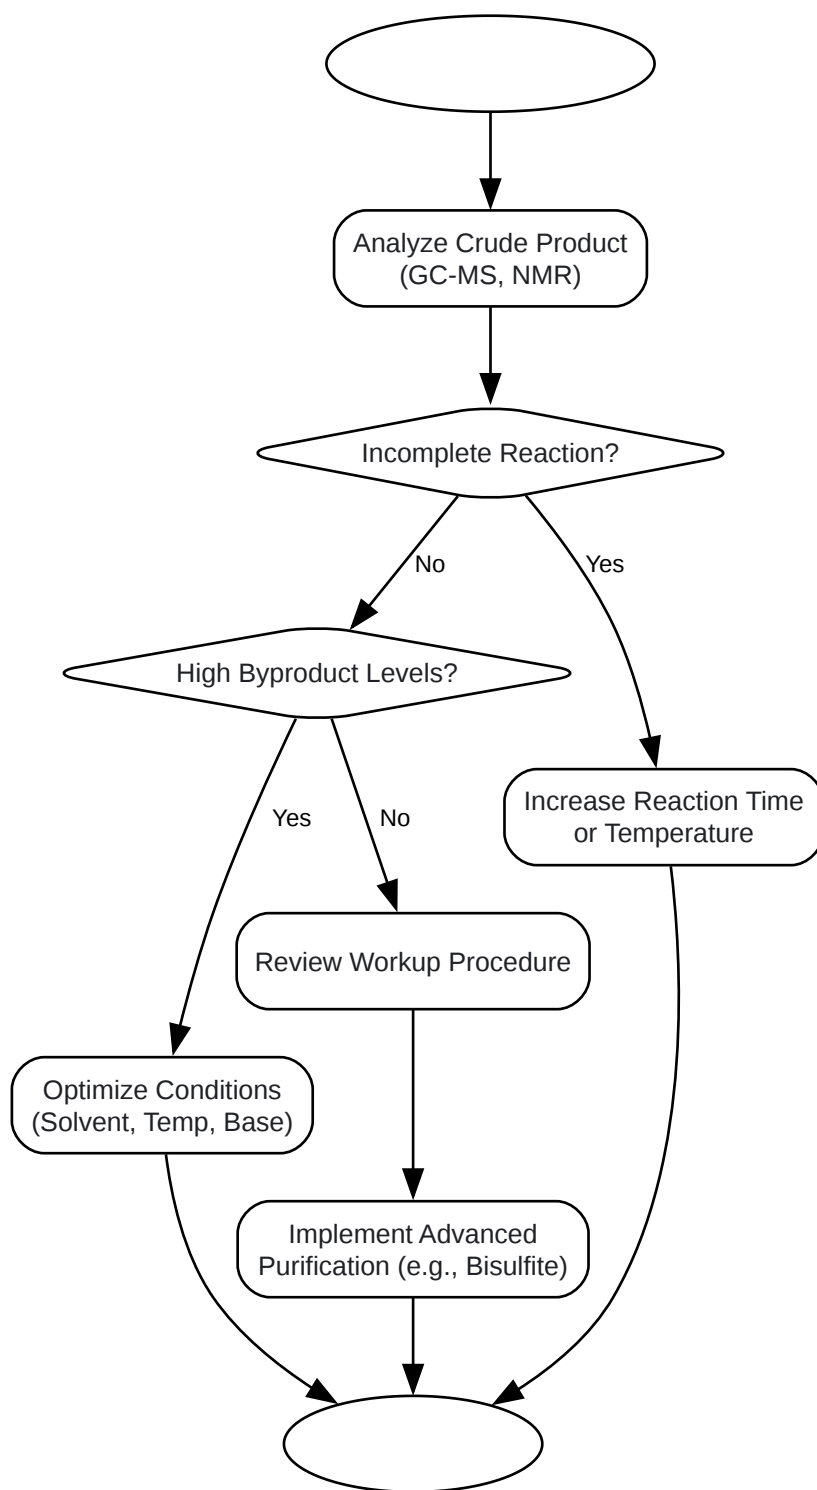 Analyze Crude Product
(GC-MS, NMR)
Incomplete Reaction?
No
Yes
High Byproduct Levels?
Increase Reaction Time
or Temperature
Yes
No
Review Workup Procedure
Optimize Conditions
(Solvent, Temp, Base)
Implement Advanced
Purification (e.g., Bisulfite)